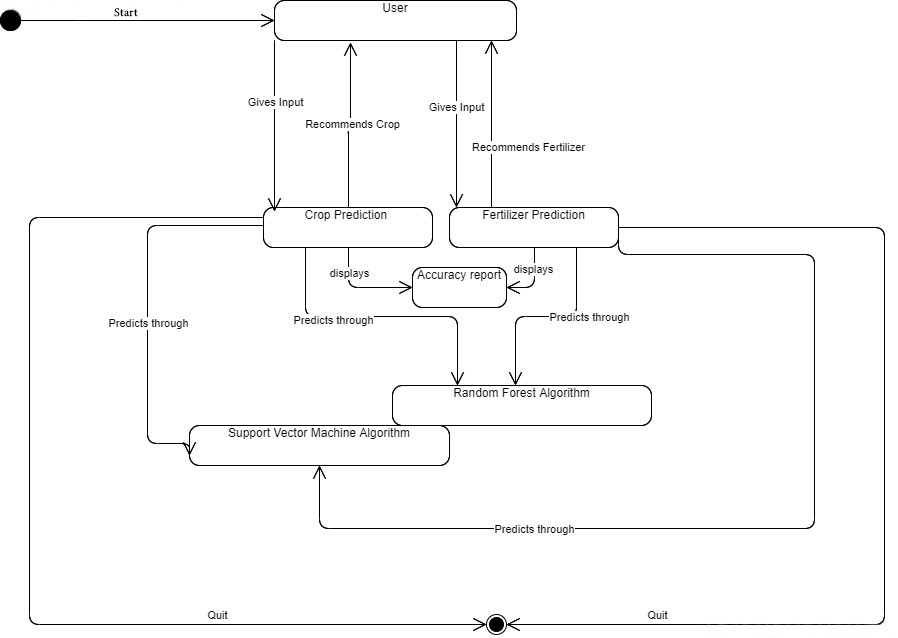 Start
User
Gives Input
Gives Input
Recommends Crop
Recommends Fertilizer
Crop Prediction
Fertilizer Prediction
displays
Accuracy report
displays
Predicts through
Predicts through
Predicts through
Random Forest Algorithm
Support Vector Machine Algorithm
Predicts through
Quit
Quit